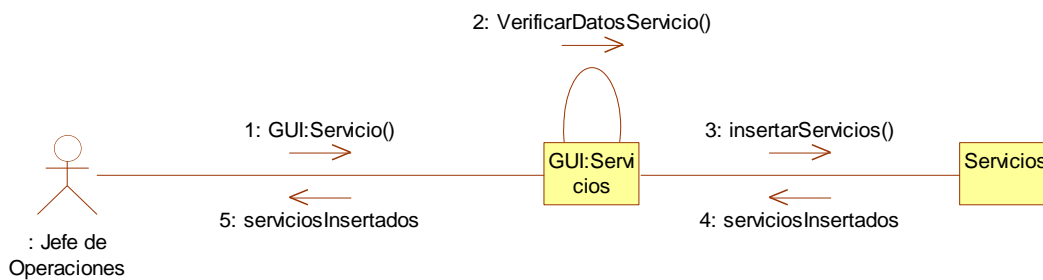 2: VerificarDatosServicio()
1: GUI:Servicio()
3: insertarServicios()
GUI:Servi
cios
Servicios
5: serviciosInsertados
4: serviciosInsertados
: Jefe de
Operaciones